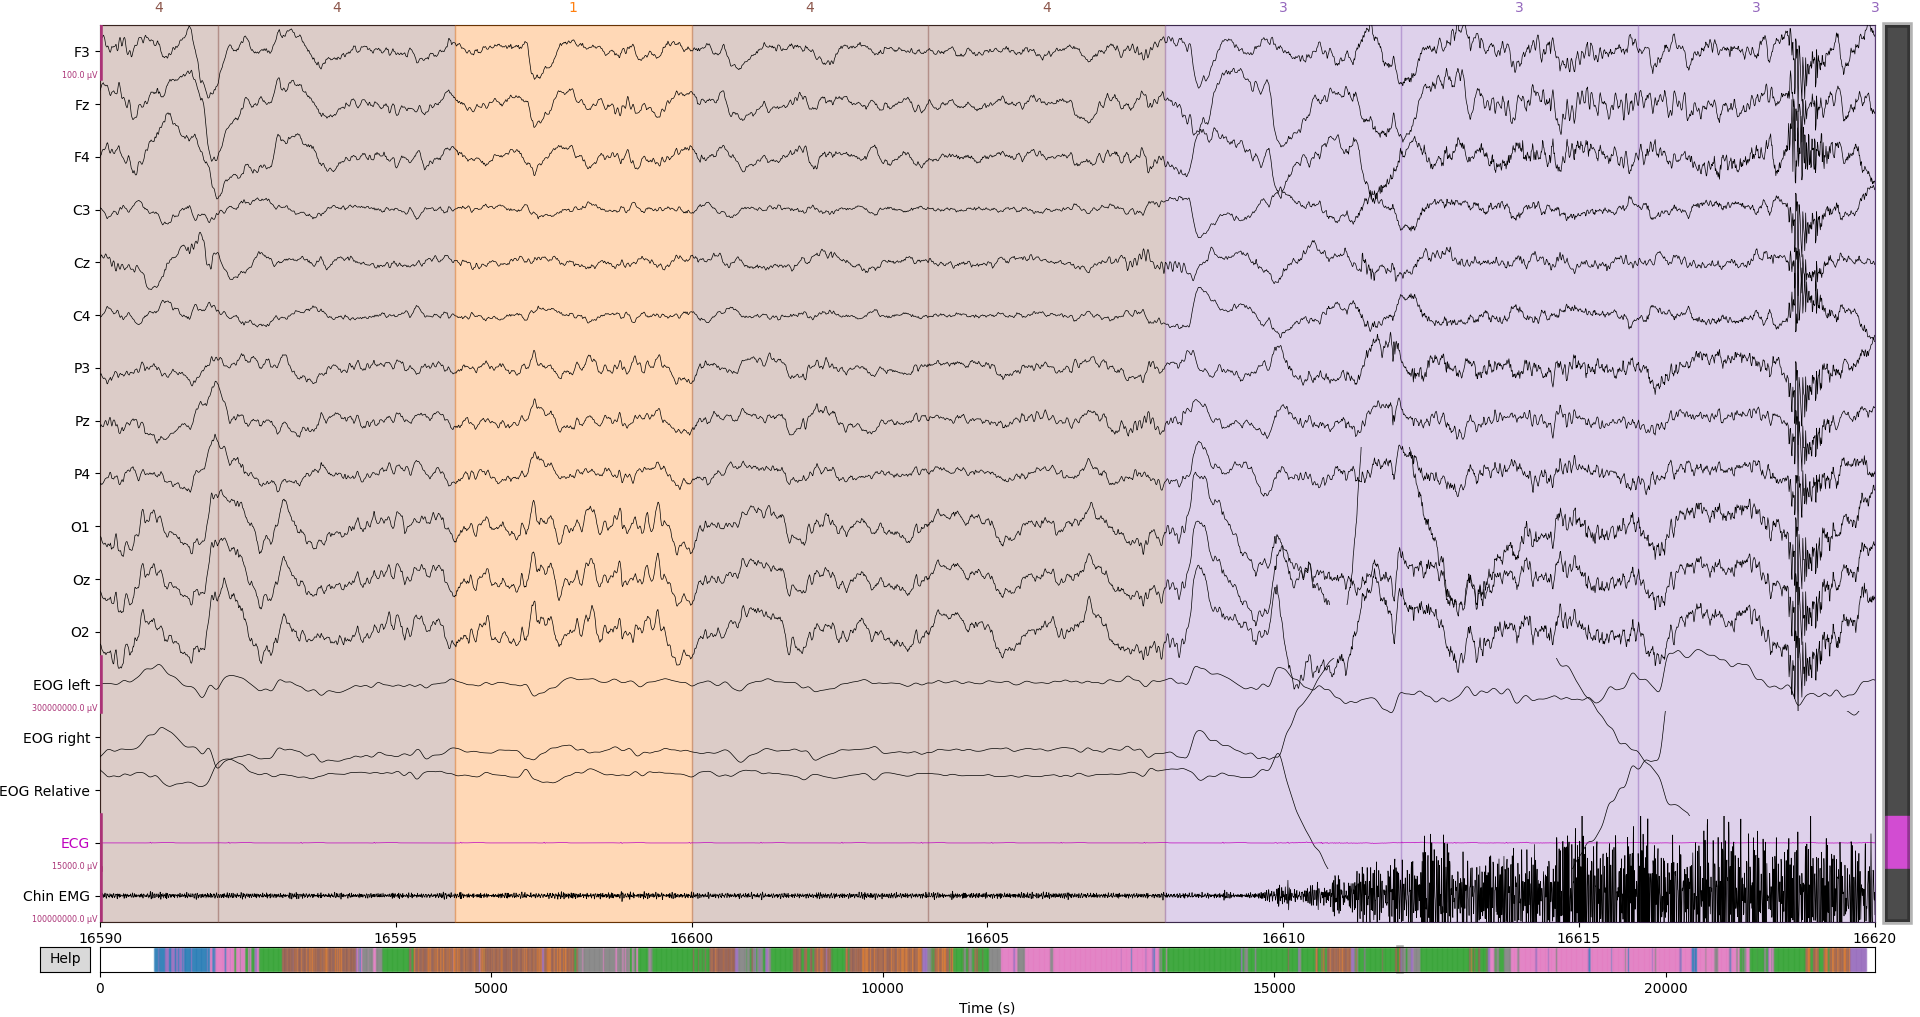 4 4 1 4 4 3 3 3 3
F3
100.0 µV
Fz
F4
C3
Cz
C4
P3
Pz
P4
O1
Oz
O2
EOG left
300000000.0 µV
EOG right
EOG Relative
ECG
15000.0 µV
Chin EMG
100000000.0 µV
16590 16595 16600 16605 16610 16615 16620
Help
0 5000 10000 15000 20000
Time (s)